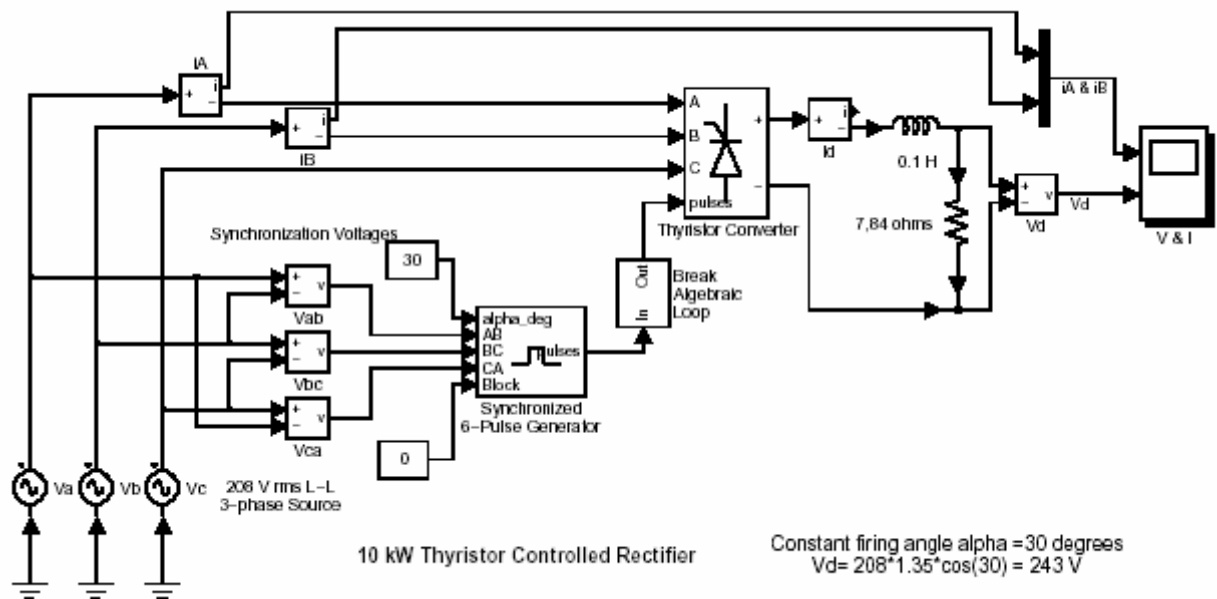 iA
+
i
−
iB
+
i
−
A
B
C
pulses
+
−
Thyristor Converter
+
i
−
Id
0.1 H
7,84 ohms
+
−
v
Vd
Vd
iA & iB
V & I
Synchronization Voltages
30
+
−
v
Vab
+
−
v
Vbc
+
−
v
Vca
alpha_deg
AB
BC
CA
Block
pulses
Synchronized
6−Pulse Generator
0
Out
In
Break
Algebraic
Loop
Va
Vb
Vc
208 V rms L−L
3−phase Source
10 kW Thyristor Controlled Rectifier
Constant firing angle alpha =30 degrees
Vd= 208*1.35*cos(30) = 243 V